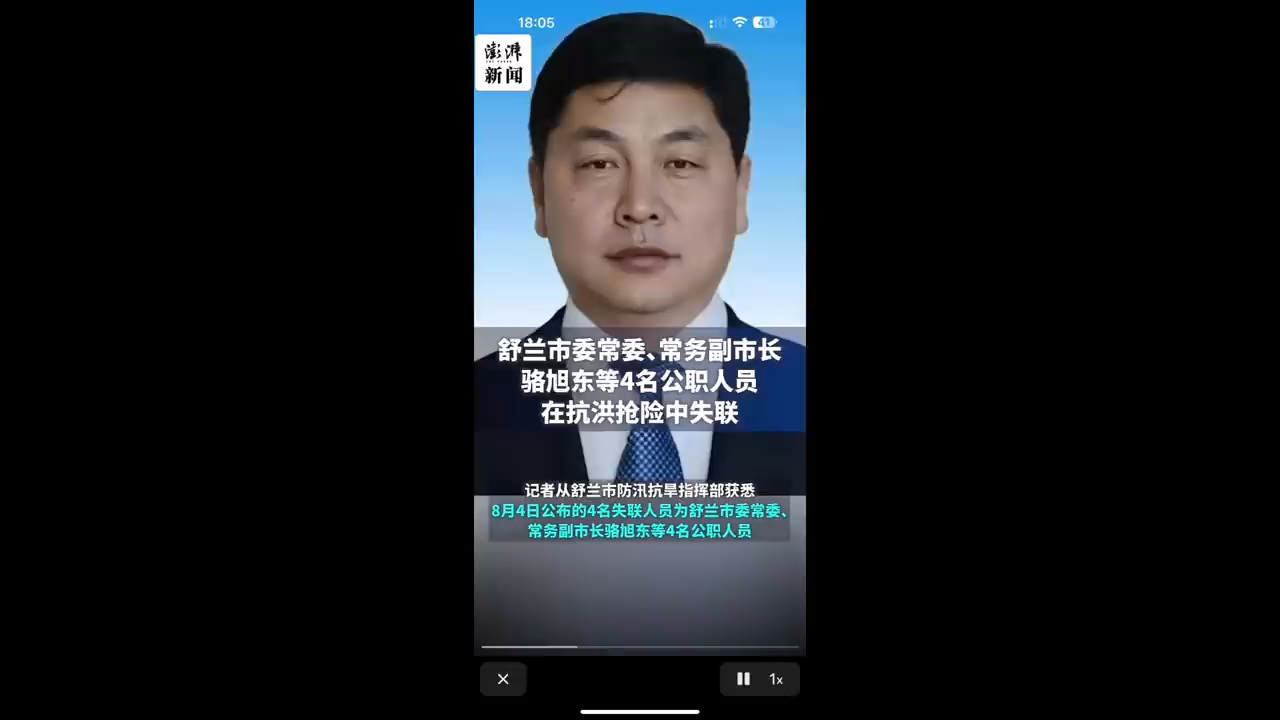 18:05
41
澎湃
新闻
舒兰市委常委、常务副市长
骆旭东等4名公职人员
在抗洪抢险中失联
记者从舒兰市防汛抗旱指挥部获悉
8月4日公布的4名失联人员为舒兰市委常委、
常务副市长骆旭东等4名公职人员
1x